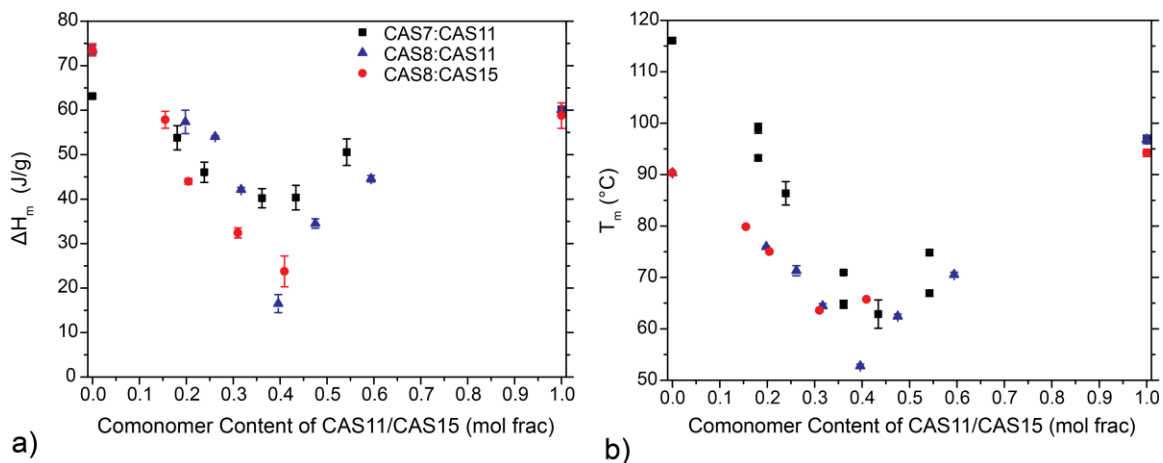 80
70
60
50
40
30
20
10
0
ΔHm (J/g)
CAS7:CAS11
CAS8:CAS11
CAS8:CAS15
0.0 0.1 0.2 0.3 0.4 0.5 0.6 0.7 0.8 0.9 1.0
Comonomer Content of CAS11/CAS15 (mol frac)
a)
120
110
100
90
80
70
60
50
Tm (°C)
0.0 0.1 0.2 0.3 0.4 0.5 0.6 0.7 0.8 0.9 1.0
Comonomer Content of CAS11/CAS15 (mol frac)
b)